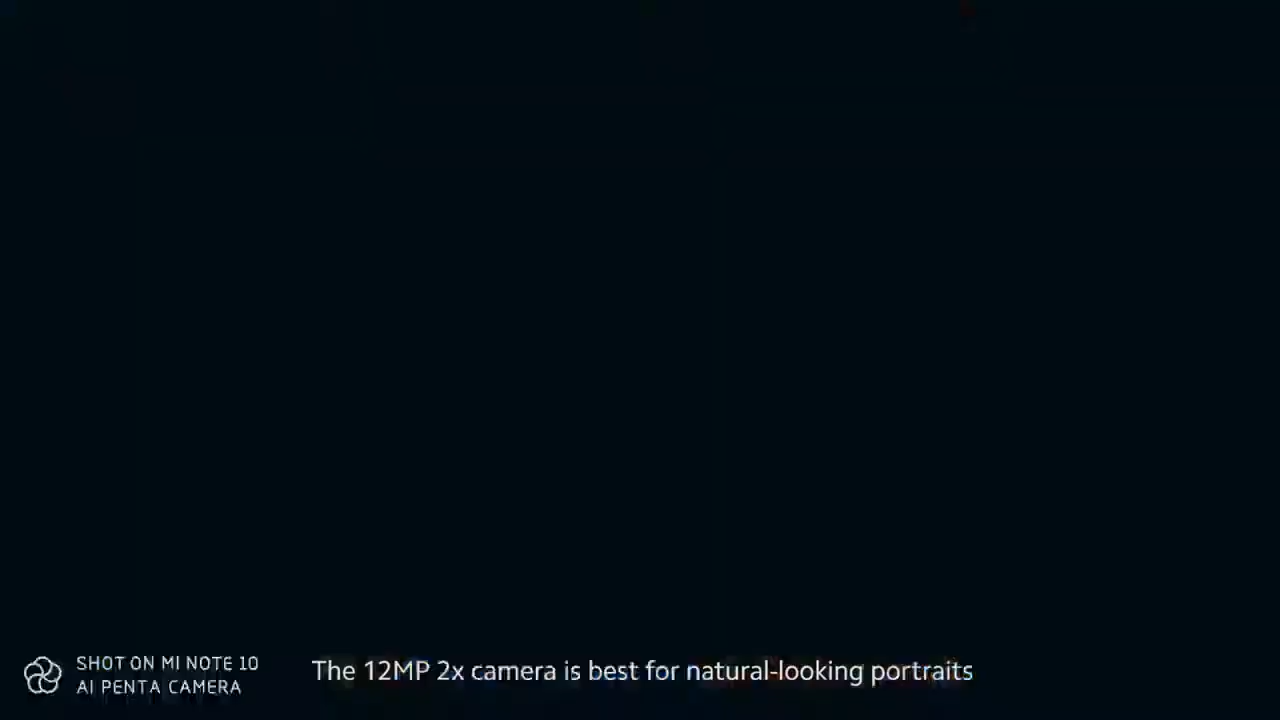 SHOT ON MI NOTE 10
AI PENTA CAMERA
The 12MP 2x camera is best for natural-looking portraits